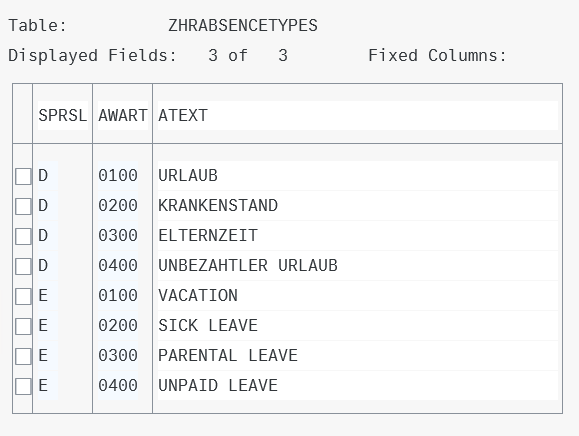 Table: ZHRABSENCETYPES
Displayed Fields: 3 of 3 Fixed Columns:
SPRSL AWART ATEXT
D 0100 URLAUB
D 0200 KRANKENSTAND
D 0300 ELTERNZEIT
D 0400 UNBEZAHTLER URLAUB
E 0100 VACATION
E 0200 SICK LEAVE
E 0300 PARENTAL LEAVE
E 0400 UNPAID LEAVE